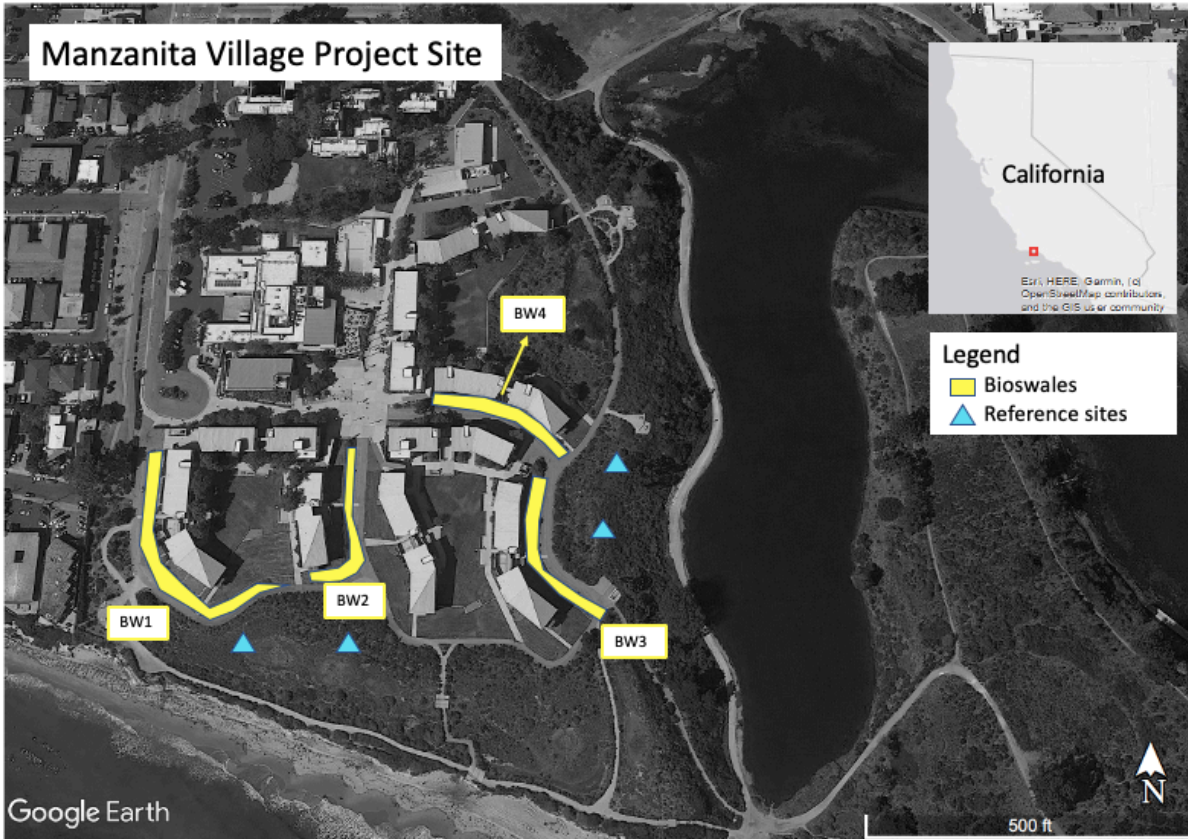 Manzanita Village Project Site
California
Esri, HERE, Garmin, (c)
OpenStreetMap contributors,
and the GIS user community
Legend
Bioswales
Reference sites
BW4
BW2
BW1
BW3
N
Google Earth
500 ft